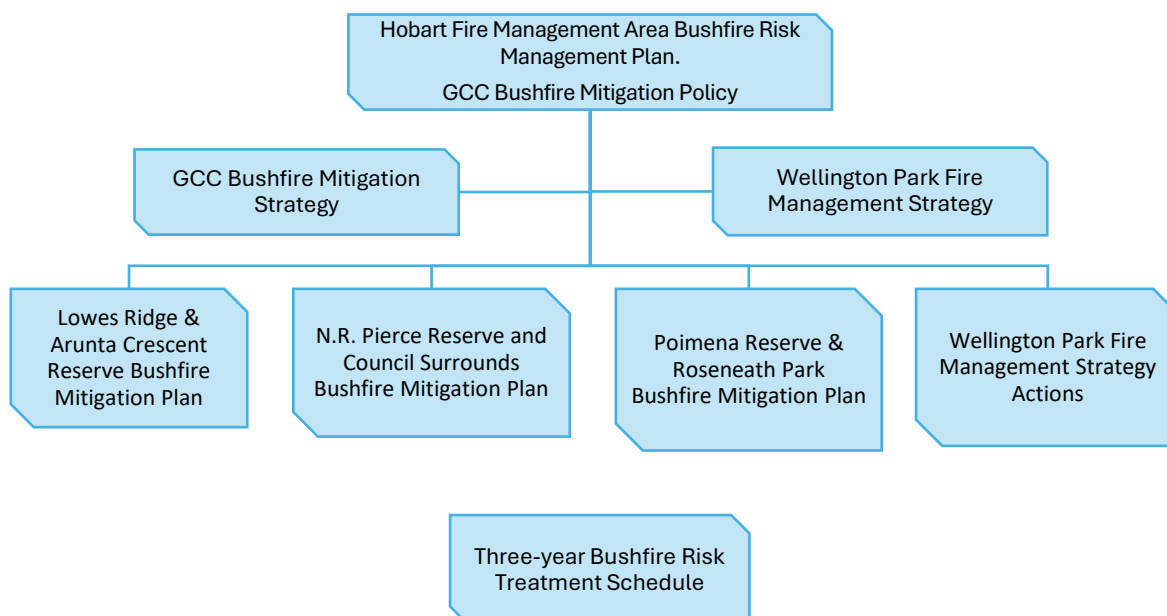 Hobart Fire Management Area Bushfire Risk
Management Plan.
GCC Bushfire Mitigation Policy
GCC Bushfire Mitigation
Strategy
Wellington Park Fire
Management Strategy
Lowes Ridge &
Arunta Crescent
Reserve Bushfire
Mitigation Plan
N.R. Pierce Reserve and
Council Surrounds
Bushfire Mitigation Plan
Poimena Reserve &
Roseneath Park
Bushfire Mitigation Plan
Wellington Park Fire
Management Strategy
Actions
Three-year Bushfire Risk
Treatment Schedule